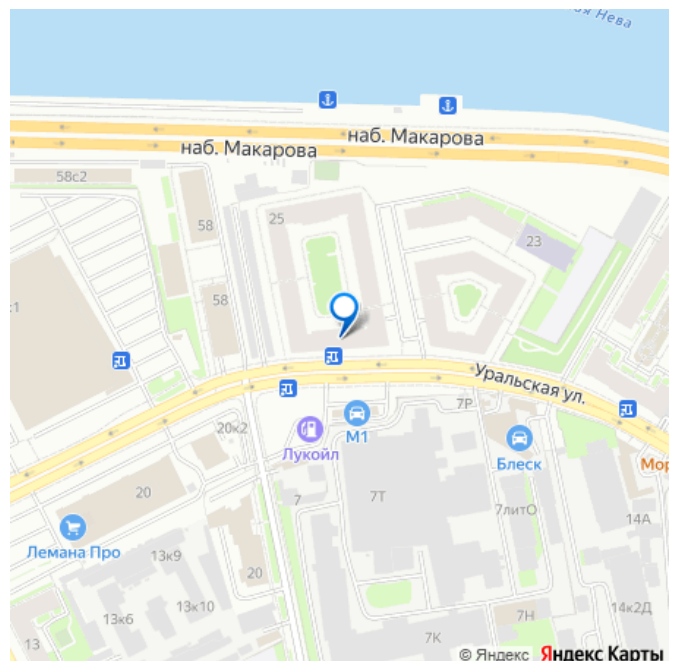 ая Нева
наб. Макарова
наб. Макарова
58с2
58
25
23
58
с1
Уральская ул.
7Р
М1
20к2
Лукойл
Блеск
Мор
7
7Т
7литО
14А
20
Лемана Про
13к9
20
13к6
13к10
7Н
14к2Д
13
7К
© Яндекс Яндекс Карты